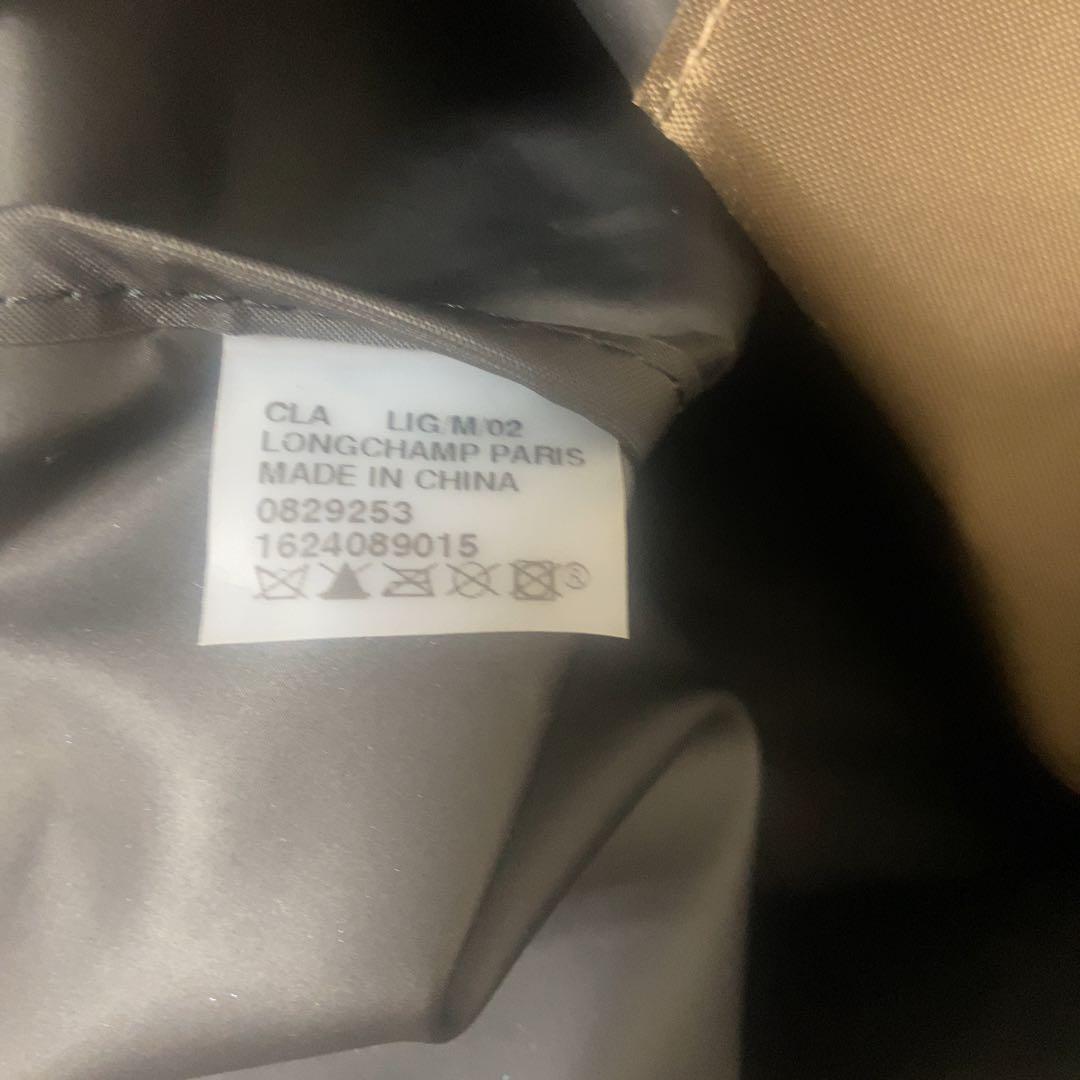 CLA LIG/M/02
LONGCHAMP PARIS
MADE IN CHINA
0829253
1624089015